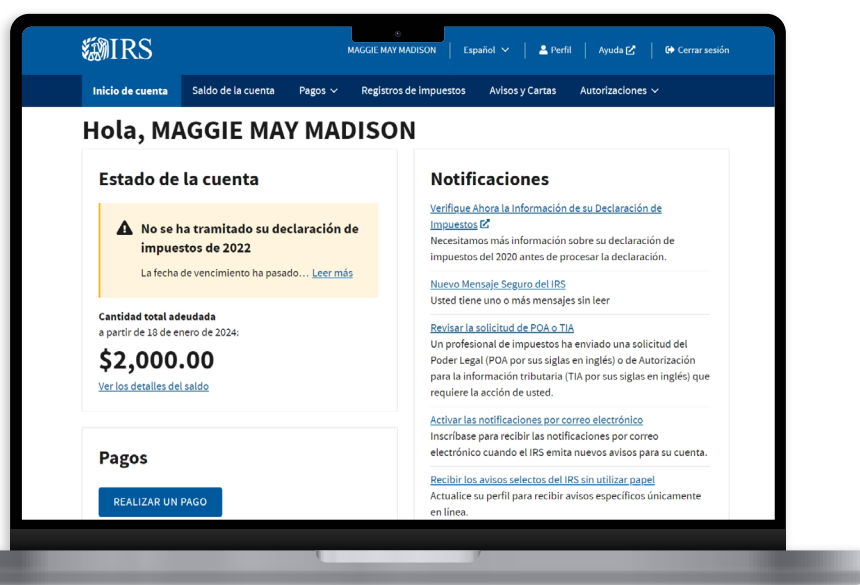 IRS
MAGGIE MAY MADISON
Español
Perfil
Ayuda
Cerrar sesión
Inicio de cuenta
Saldo de la cuenta
Pagos
Registros de impuestos
Avisos y Cartas
Autorizaciones
Hola, MAGGIE MAY MADISON
Estado de la cuenta
No se ha tramitado su declaración de
impuestos de 2022
La fecha de vencimiento ha pasado... Leer más
Cantidad total adeudada
a partir de 18 de enero de 2024:
$2,000.00
Ver los detalles del saldo
Pagos
REALIZAR UN PAGO
Notificaciones
Verifique Ahora la Información de su Declaración de
Impuestos
Necesitamos más información sobre su declaración de
impuestos del 2020 antes de procesar la declaración.
Nuevo Mensaje Seguro del IRS
Usted tiene uno o más mensajes sin leer
Revisar la solicitud de POA o TIA
Un profesional de impuestos ha enviado una solicitud del
Poder Legal (POA por sus siglas en inglés) o de Autorización
para la información tributaria (TIA por sus siglas en inglés) que
requiere la acción de usted.
Activar las notificaciones por correo electrónico
Inscríbase para recibir las notificaciones por correo
electrónico cuando el IRS emita nuevos avisos para su cuenta.
Recibir los avisos selectos del IRS sin utilizar papel
Actualice su perfil para recibir avisos específicos únicamente
en línea.